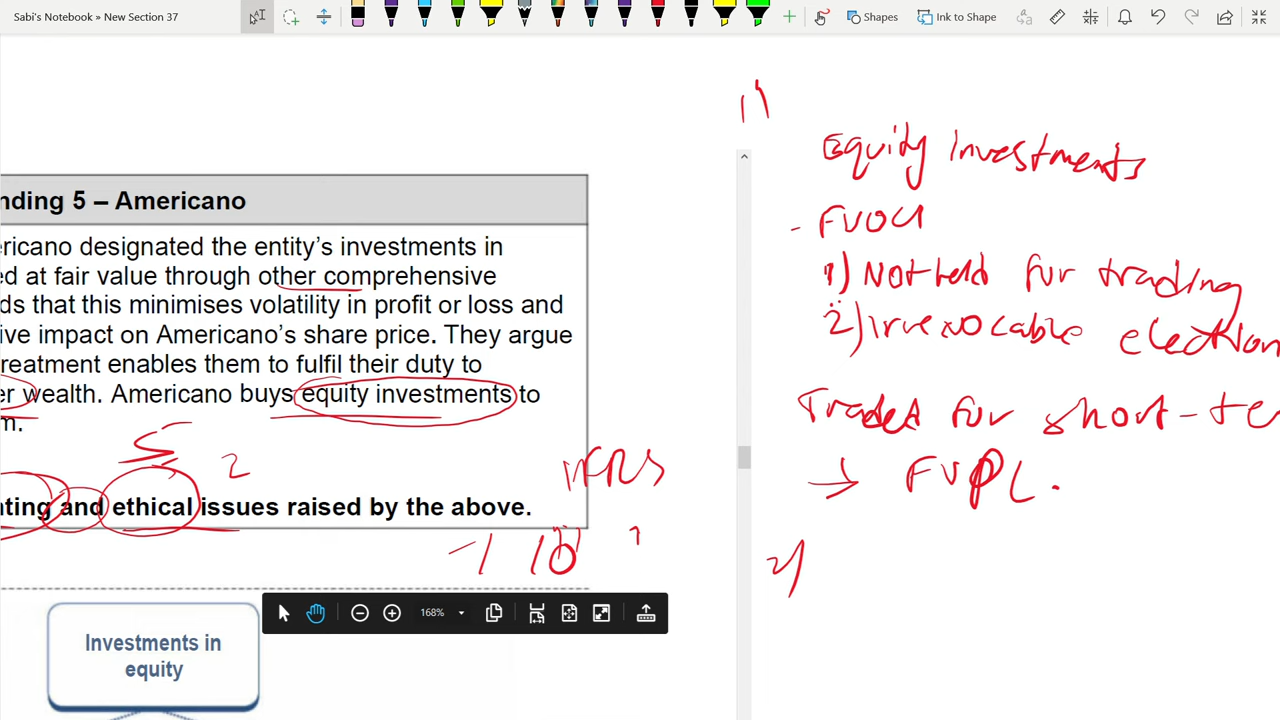 Sabi's Notebook » New Section 37
Shapes
Ink to Shape
nding 5 – Americano
ericano designated the entity's investments in
ed at fair value through other comprehensive
ds that this minimises volatility in profit or loss and
ive impact on Americano's share price. They argue
reatment enables them to fulfil their duty to
er wealth. Americano buys equity investments to
m.
2
IFRS
nting and ethical issues raised by the above.
168%
Investments in
equity
1)
Equity Investments
- FVOCI
1) Not held for trading
2) irrevocable election
Traded for short-te
→ FVPL.
2)